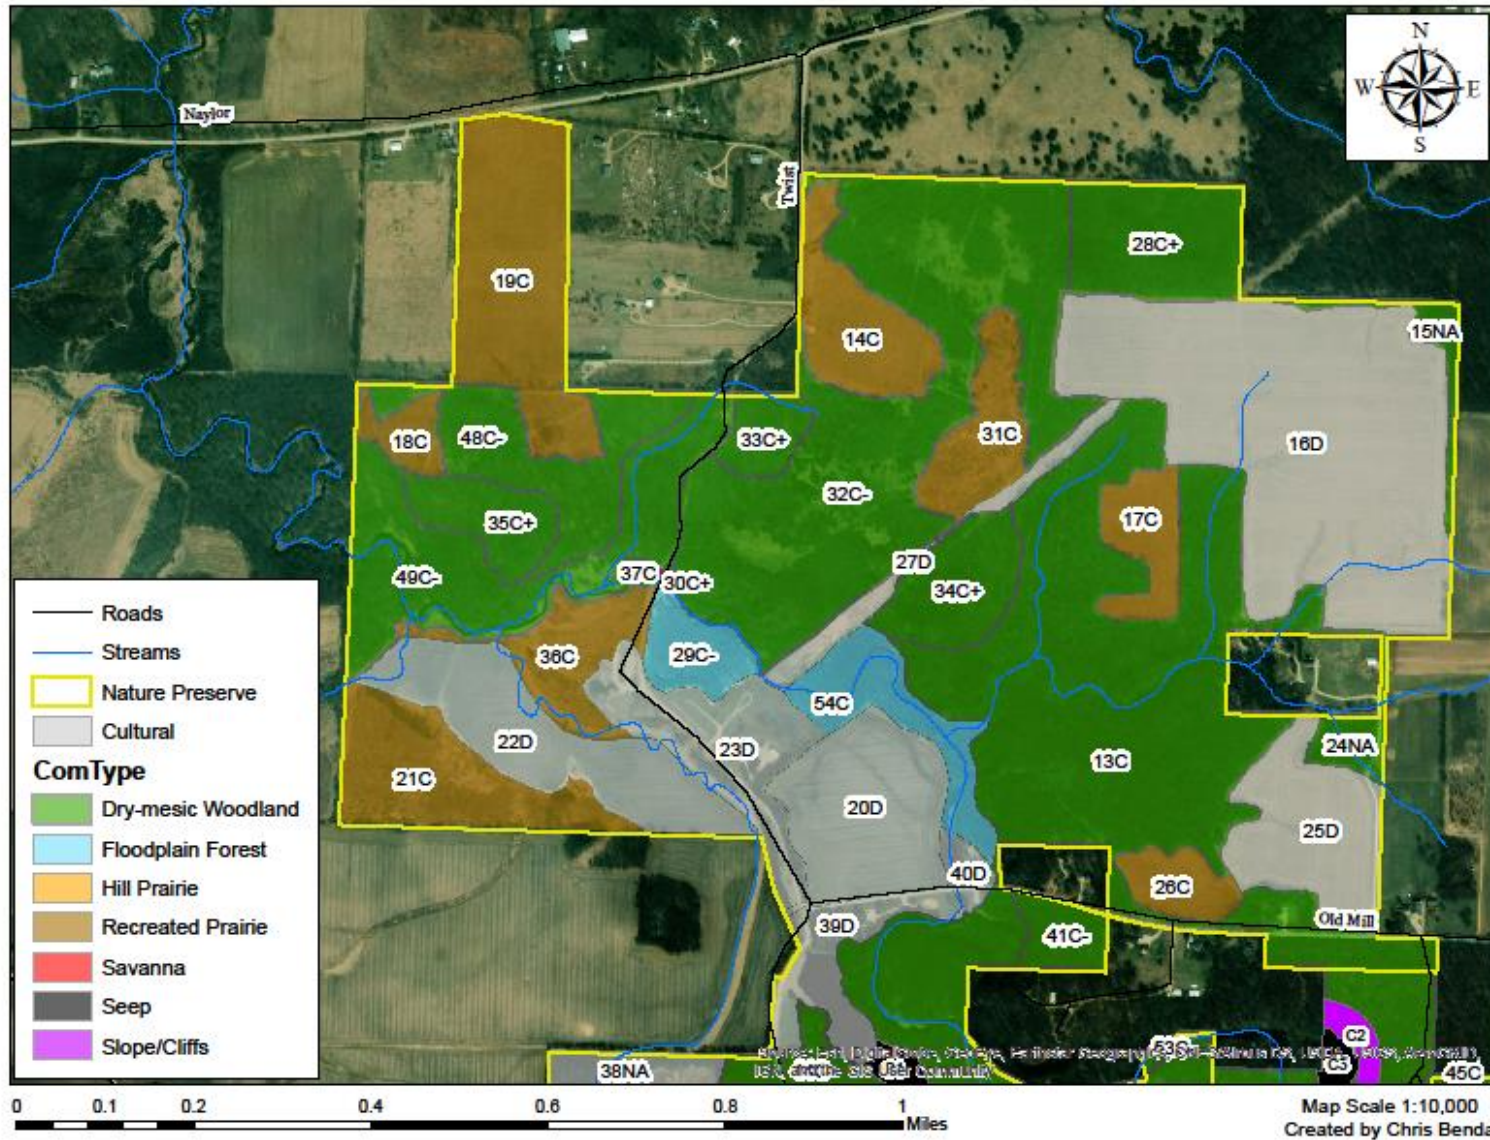 N
W E
S
Naylor
Twist
28C+
19C
15NA
14C
18C
48C-
33C+
31C
16D
32C-
35C+
17C
27D
37C
30C+
34C+
49C-
29C-
36C
54C
22D
23D
24NA
13C
21C
20D
25D
40D
26C
39D
41C-
Old Mill
C2
53C
C3
38NA
45C
Roads
Streams
Nature Preserve
Cultural
ComType
Dry-mesic Woodland
Floodplain Forest
Hill Prairie
Recreated Prairie
Savanna
Seep
Slope/Cliffs
User Community
0 0.1 0.2 0.4 0.6 0.8 1
Miles
Map Scale 1:10,000
Created by Chris Benda